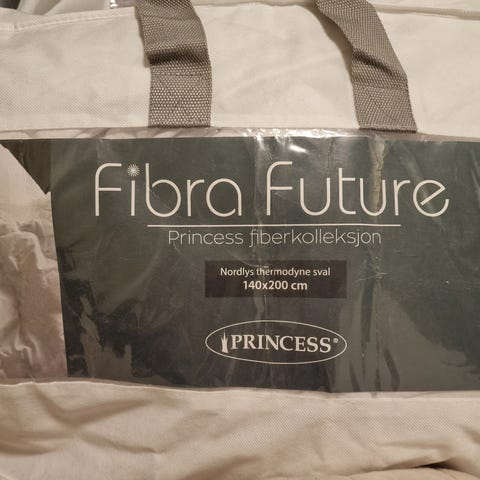 Fibra Future
Princess fiberkolleksjon
Nordlys thermodyne sval
140x200 cm
PRINCESS®